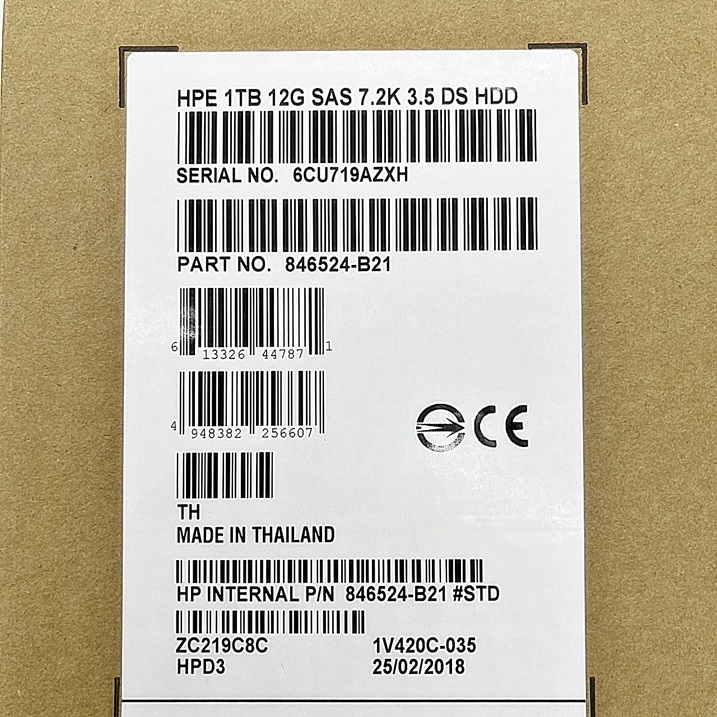 HPE 1TB 12G SAS 7.2K 3.5 DS HDD
SERIAL NO. 6CU719AZXH
PART NO. 846524-B21
6 13326 44787 1
4 948382 256607
CE
TH
MADE IN THAILAND
HP INTERNAL P/N 846524-B21 #STD
ZC219C8C 1V420C-035
HPD3 25/02/2018